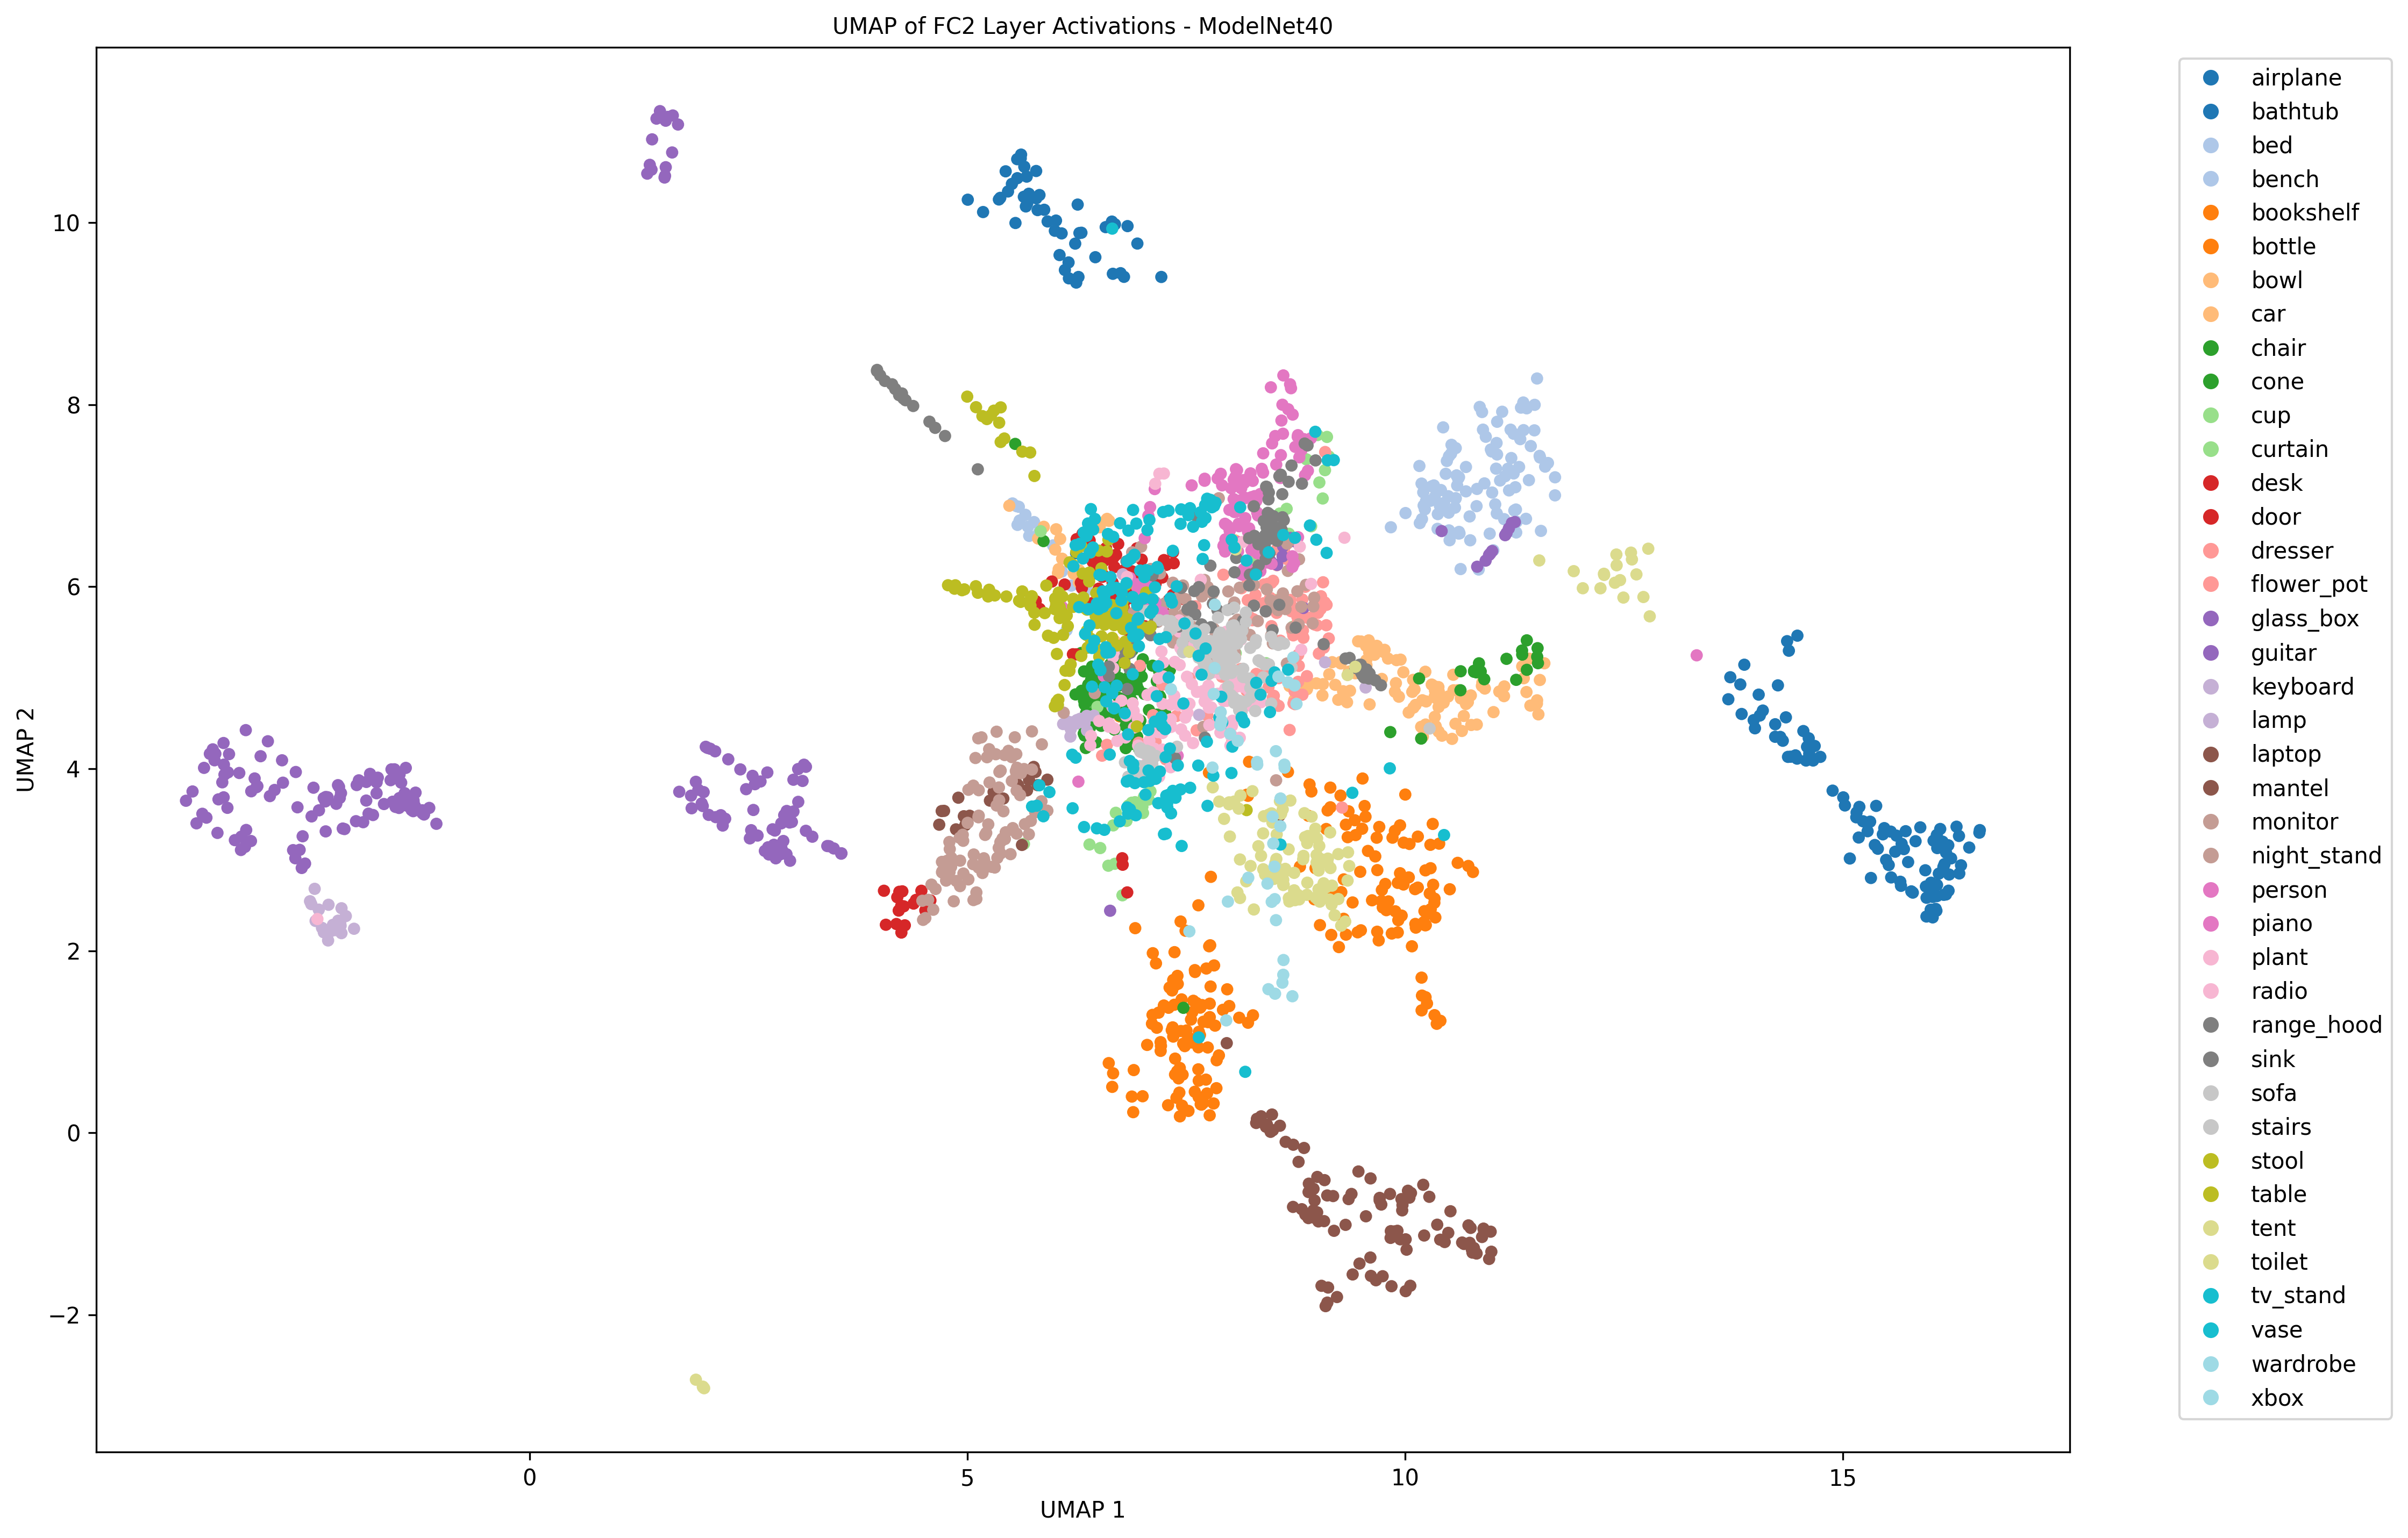 UMAP of FC2 Layer Activations - ModelNet40
UMAP 2
10
8
6
4
2
0
−2
0
5
10
15
UMAP 1
airplane
bathtub
bed
bench
bookshelf
bottle
bowl
car
chair
cone
cup
curtain
desk
door
dresser
flower_pot
glass_box
guitar
keyboard
lamp
laptop
mantel
monitor
night_stand
person
piano
plant
radio
range_hood
sink
sofa
stairs
stool
table
tent
toilet
tv_stand
vase
wardrobe
xbox